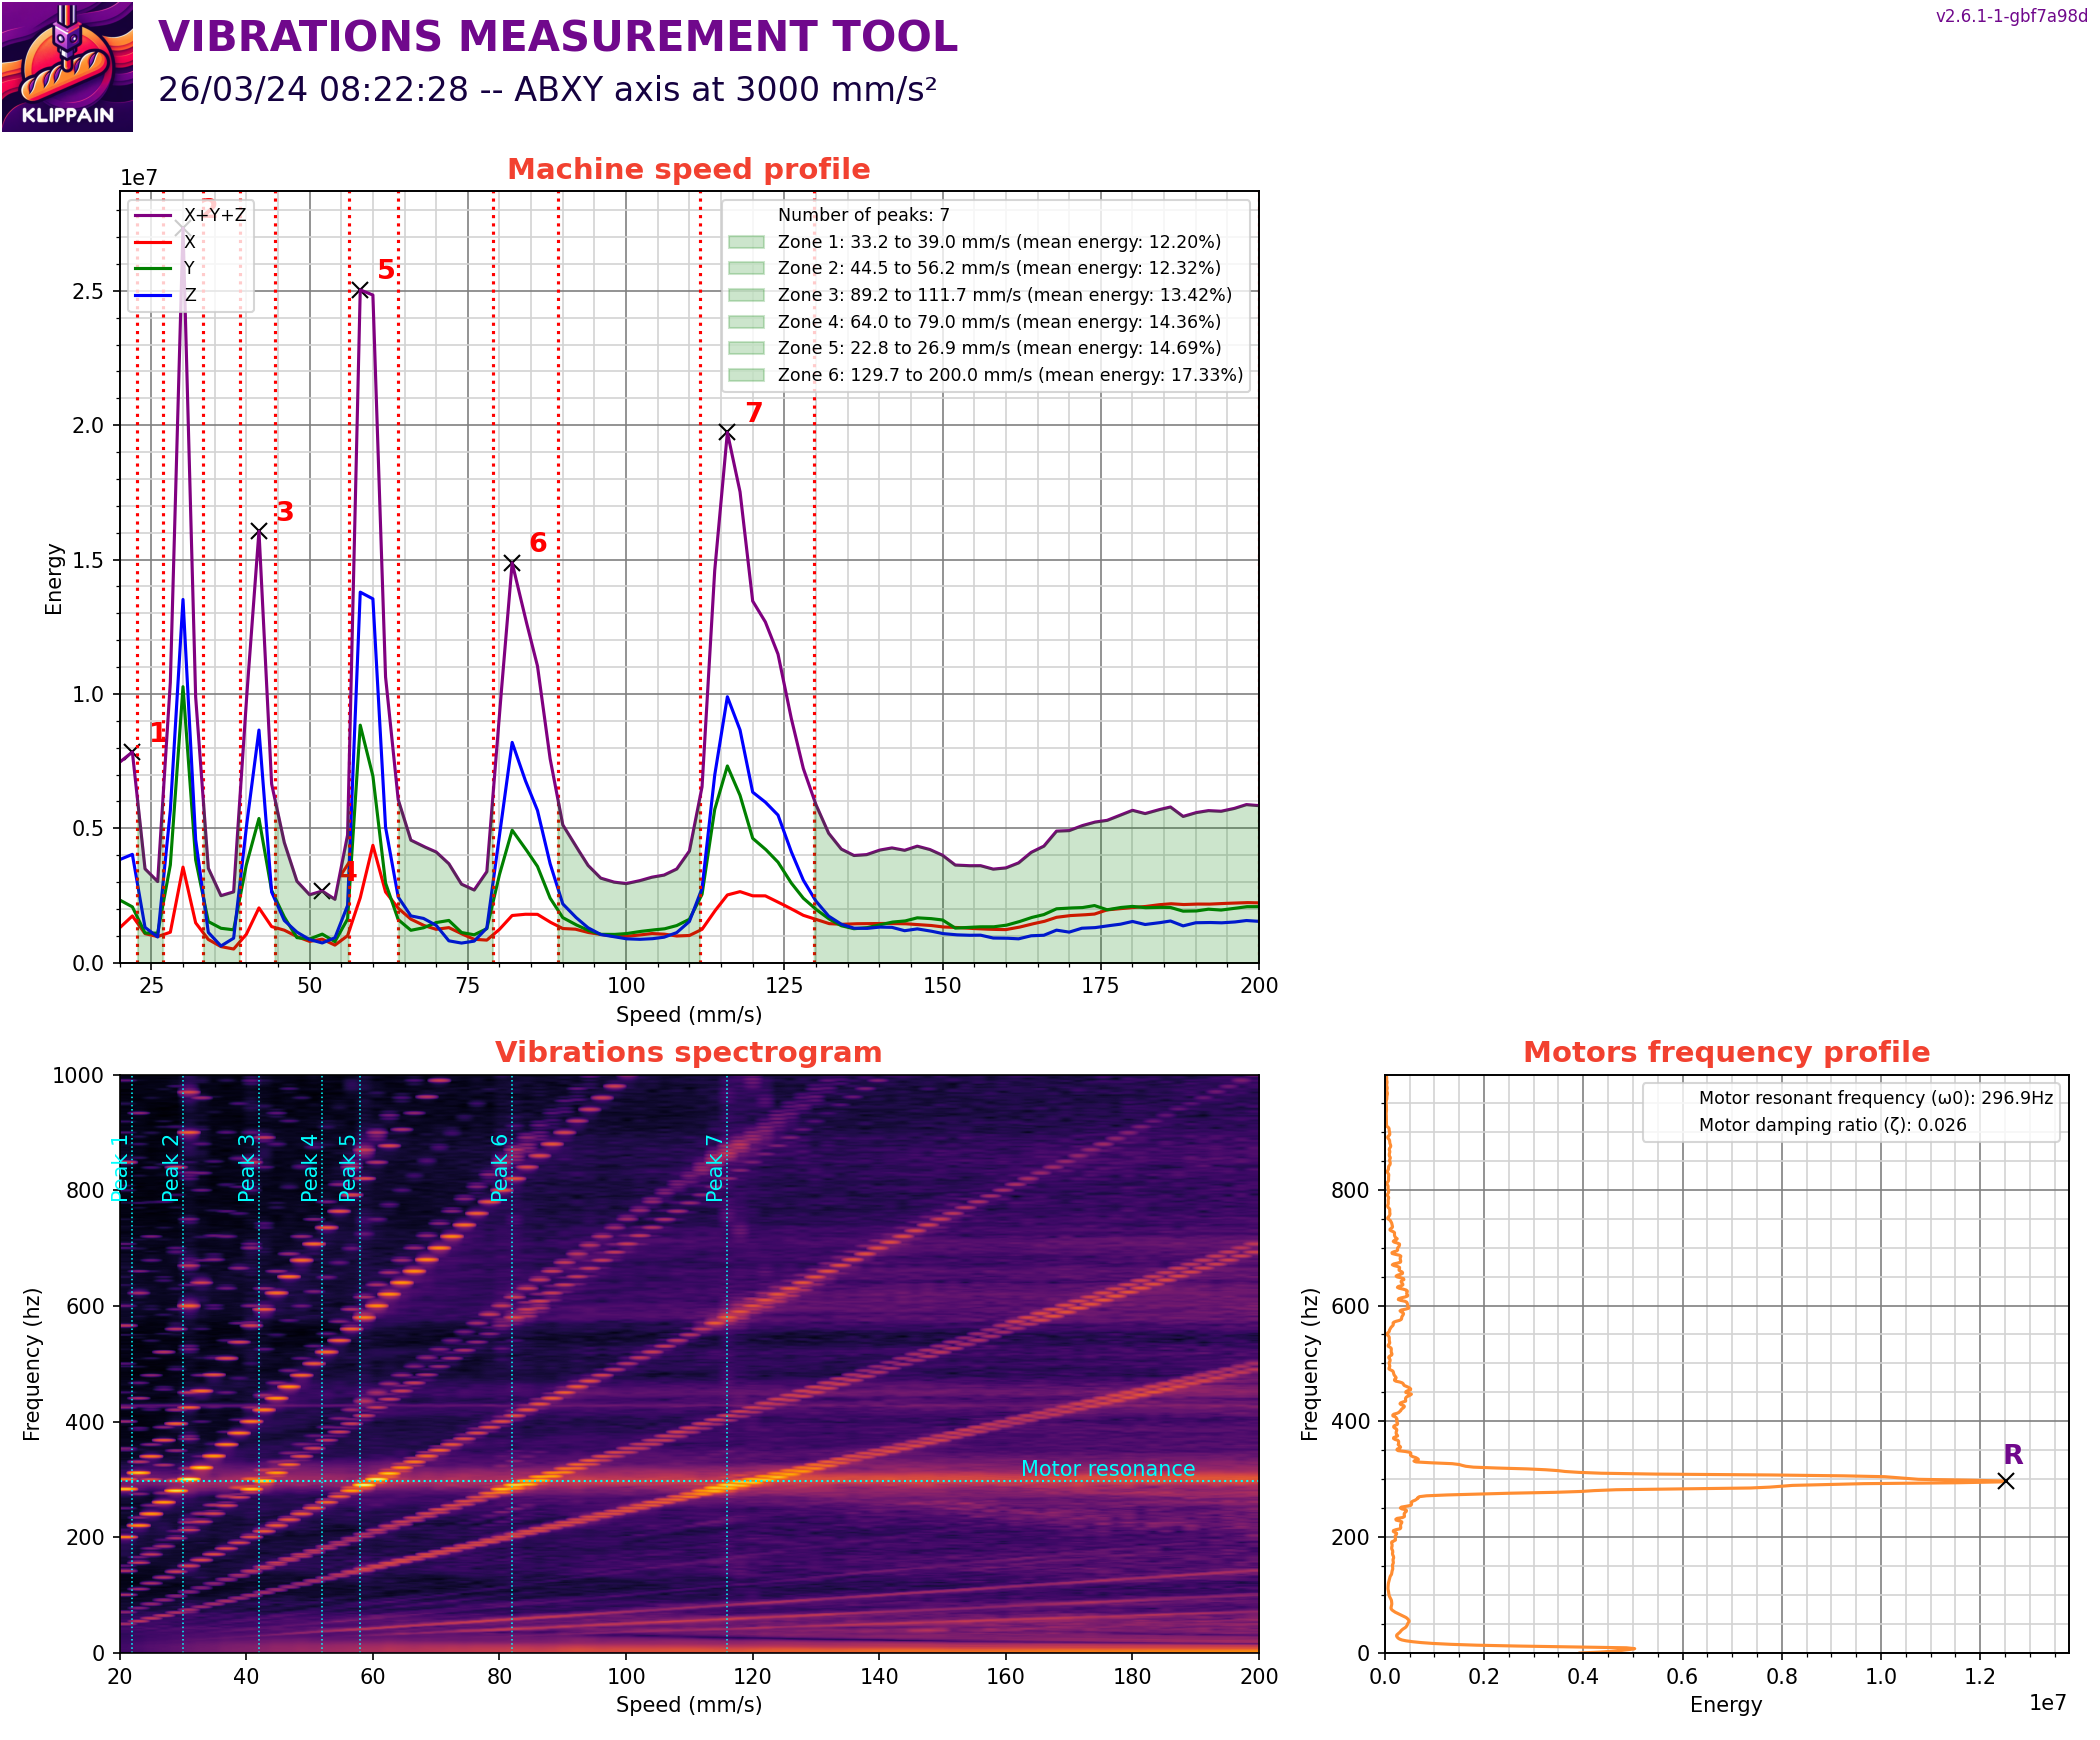 v2.6.1-1-gbf7a98d
VIBRATIONS MEASUREMENT TOOL
26/03/24 08:22:28 -- ABXY axis at 3000 mm/s²
KLIPPAIN
Machine speed profile
1e7
X+Y+Z
X
Y
Z
Number of peaks: 7
Zone 1: 33.2 to 39.0 mm/s (mean energy: 12.20%)
Zone 2: 44.5 to 56.2 mm/s (mean energy: 12.32%)
Zone 3: 89.2 to 111.7 mm/s (mean energy: 13.42%)
Zone 4: 64.0 to 79.0 mm/s (mean energy: 14.36%)
Zone 5: 22.8 to 26.9 mm/s (mean energy: 14.69%)
Zone 6: 129.7 to 200.0 mm/s (mean energy: 17.33%)
2.5
2.0
1.5
1.0
0.5
0.0
Energy
1
2
3
4
5
6
7
25 50 75 100 125 150 175 200
Speed (mm/s)
Vibrations spectrogram
1000
800
600
400
200
0
Frequency (hz)
Peak 1
Peak 2
Peak 3
Peak 4
Peak 5
Peak 6
Peak 7
Motor resonance
20 40 60 80 100 120 140 160 180 200
Speed (mm/s)
Motors frequency profile
Motor resonant frequency (ω0): 296.9Hz
Motor damping ratio (ζ): 0.026
800
600
400
200
0
Frequency (hz)
R
0.0 0.2 0.4 0.6 0.8 1.0 1.2
Energy
1e7